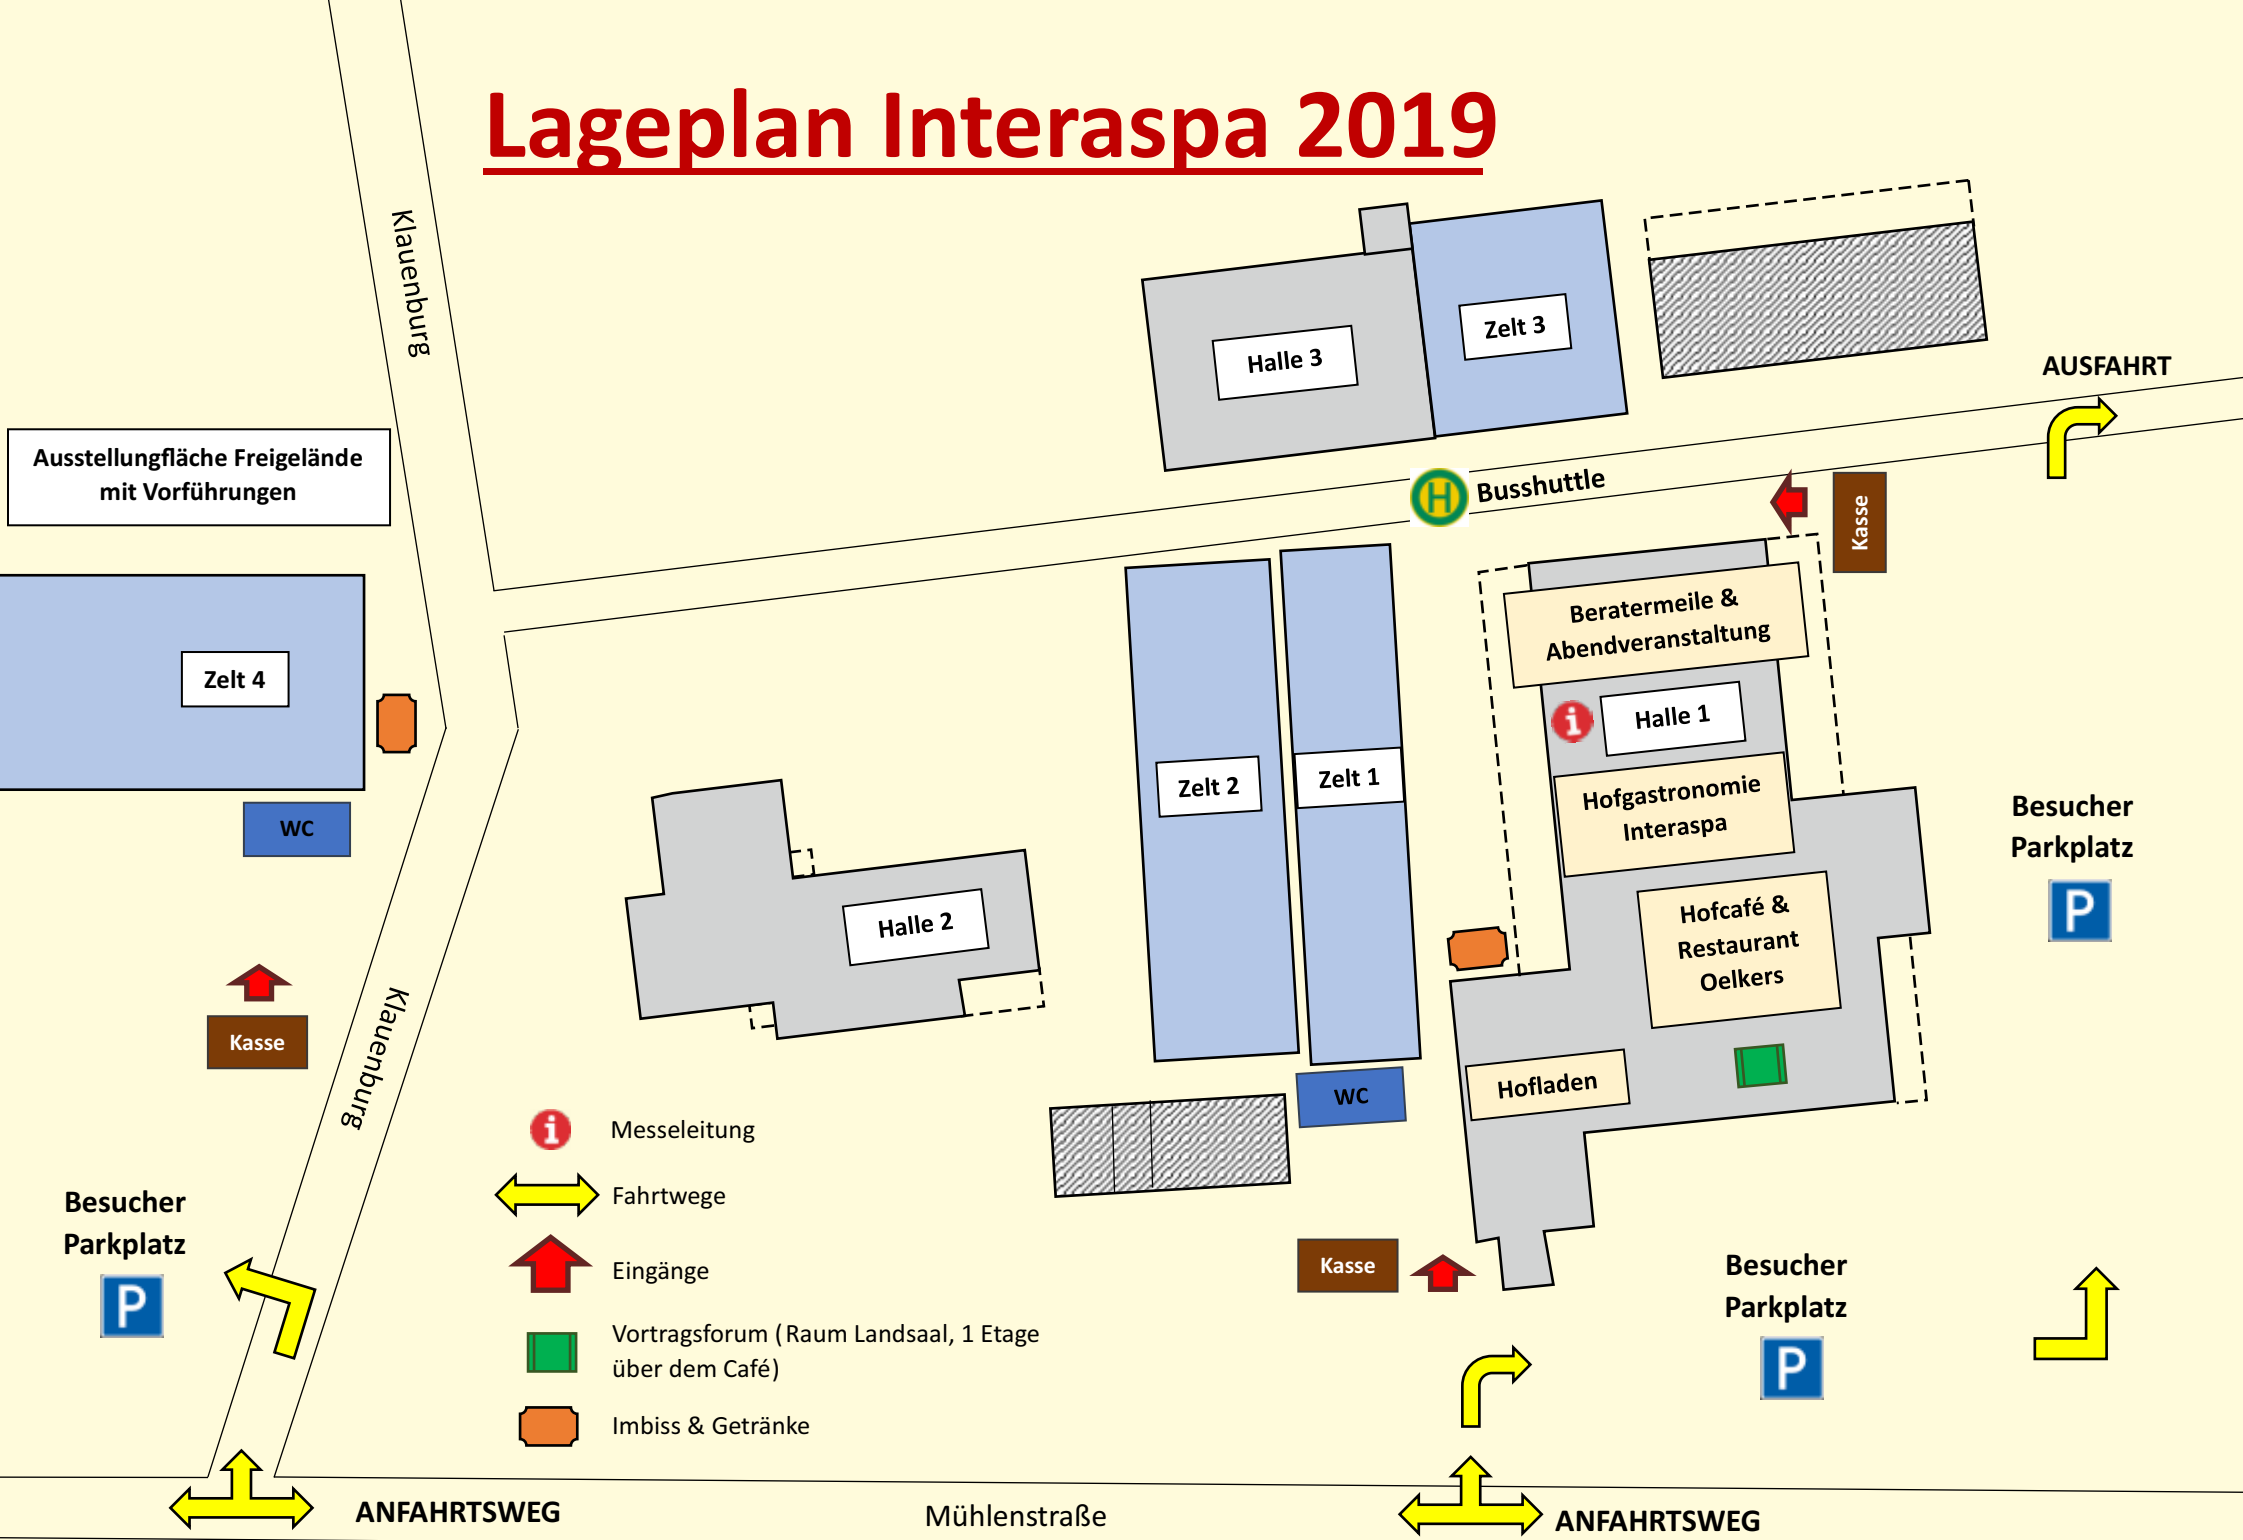 Lageplan Interaspa 2019
Klauenburg
Halle 3
Zelt 3
AUSFAHRT
Ausstellungfläche Freigelände
mit Vorführungen
H
Busshuttle
Kasse
Beratermeile &
Abendveranstaltung
Zelt 4
i
Halle 1
Zelt 2
Zelt 1
Hofgastronomie
Interaspa
WC
Besucher
Parkplatz
P
Halle 2
Hofcafé &
Restaurant
Oelkers
Kasse
Klauenburg
Hofladen
WC
i
Messeleitung
Fahrtwege
Besucher
Parkplatz
P
Eingänge
Kasse
Besucher
Parkplatz
P
Vortragsforum (Raum Landsaal, 1 Etage
über dem Café)
Imbiss & Getränke
ANFAHRTSWEG
Mühlenstraße
ANFAHRTSWEG